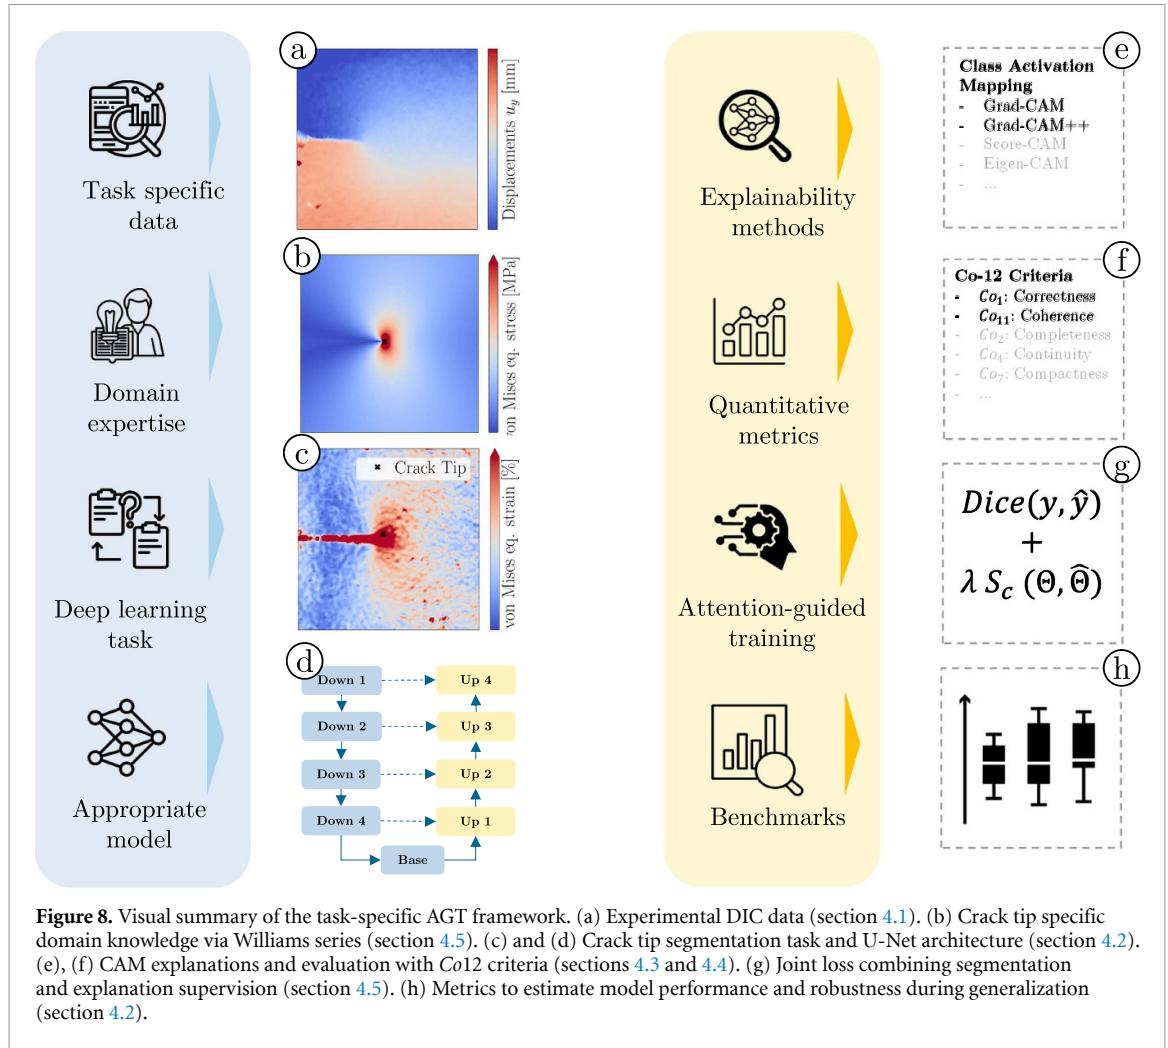 a
Displacements u_y [mm]
Task specific
data
b
von Mises eq. stress [MPa]
Domain
expertise
c
Crack Tip
von Mises eq. strain [%]
Deep learning
task
d
Down 1
Up 4
Down 2
Up 3
Down 3
Up 2
Down 4
Up 1
Base
Appropriate
model
e
Class Activation
Mapping
- Grad-CAM
- Grad-CAM++
- Score-CAM
- Eigen-CAM
- ...
Explainability
methods
f
Co-12 Criteria
- Co₁: Correctness
- Co₁₁: Coherence
- Co₂: Completeness
- Co₄: Continuity
- Co₇: Compactness
- ...
Quantitative
metrics
g
Dice(y, ŷ)
+
λ S_c (Θ, Θ̂)
Attention-guided
training
h
Benchmarks
Figure 8. Visual summary of the task-specific AGT framework. (a) Experimental DIC data (section 4.1). (b) Crack tip specific
domain knowledge via Williams series (section 4.5). (c) and (d) Crack tip segmentation task and U-Net architecture (section 4.2).
(e), (f) CAM explanations and evaluation with Co12 criteria (sections 4.3 and 4.4). (g) Joint loss combining segmentation
and explanation supervision (section 4.5). (h) Metrics to estimate model performance and robustness during generalization
(section 4.2).